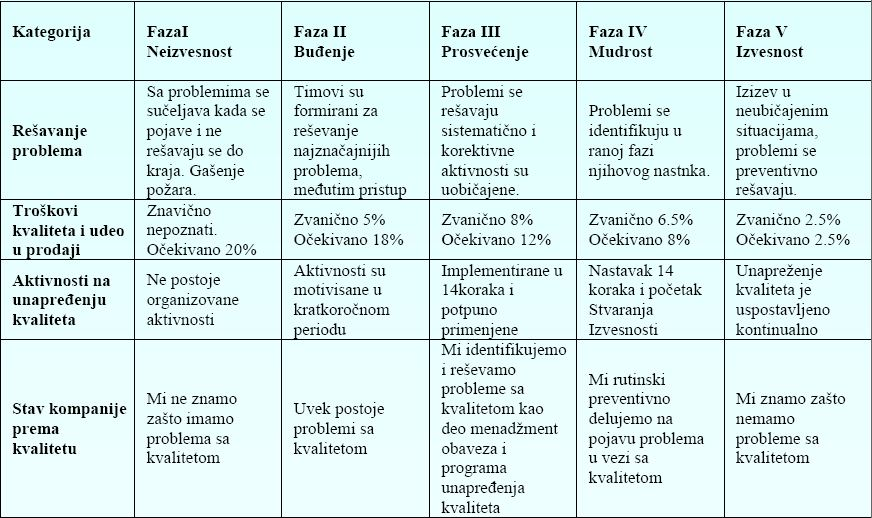 Kategorija
FazaI
Neizvesnost
Faza II
Buđenje
Faza III
Prosvećenje
Faza IV
Mudrost
Faza V
Izvesnost
Rešavanje
problema
Sa problemima se
sučeljava kada se
pojave i ne
rešavaju se do
kraja. Gašenje
požara.
Timovi su
formirani za
reševanje
najznačajnijih
problema,
međutim pristup
Problemi se
rešavaju
sistematično i
korektivne
aktivnosti su
uobičajene.
Problemi se
identifikuju u
ranoj fazi
njihovog nastnka.
Izizev u
neubičajenim
situacijama,
problemi se
preventivno
rešavaju.
Troškovi
kvaliteta i udeo
u prodaji
Znavično
nepoznati.
Očekivano 20%
Zvanično 5%
Očekivano 18%
Zvanično 8%
Očekivano 12%
Zvanično 6.5%
Očekivano 8%
Zvanično 2.5%
Očekivano 2.5%
Aktivnosti na
unapređenju
kvaliteta
Ne postoje
organizovane
aktivnosti
Aktivnosti su
motivisane u
kratkoročnom
periodu
Implementirane u
14koraka i
potpuno
primenjene
Nastavak 14
koraka i početak
Stvaranja
Izvesnosti
Unapreženje
kvaliteta je
uspostavljeno
kontinualno
Stav kompanije
prema
kvalitetu
Mi ne znamo
zašto imamo
problema sa
kvalitetom
Uvek postoje
problemi sa
kvalitetom
Mi identifikujemo
i reševamo
probleme sa
kvalitetom kao
deo menadžment
obaveza i
programa
unapređenja
kvaliteta
Mi rutinski
preventivno
delujemo na
pojavu problema
u vezi sa
kvalitetom
Mi znamo zašto
nemamo
probleme sa
kvalitetom